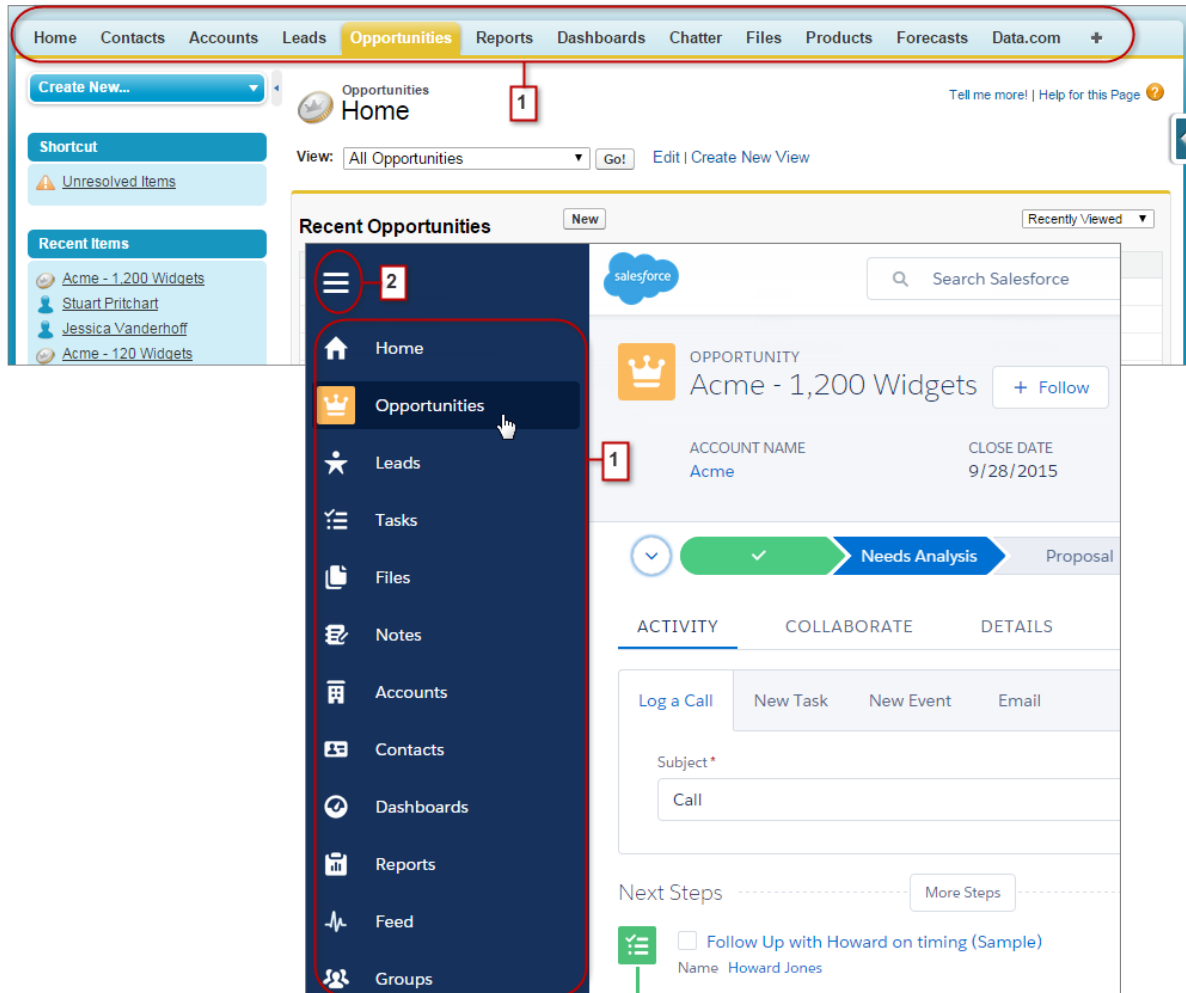 Home Contacts Accounts Leads Opportunities Reports Dashboards Chatter Files Products Forecasts Data.com +
1
Create New...
Opportunities
Home
Tell me more! | Help for this Page ?
Shortcut
Unresolved Items
View: All Opportunities Go! Edit | Create New View
Recent Opportunities New Recently Viewed
Recent Items
Acme - 1,200 Widgets
Stuart Pritchart
Jessica Vanderhoff
Acme - 120 Widgets
2
Home
Opportunities
Leads
Tasks
Files
Notes
Accounts
Contacts
Dashboards
Reports
Feed
Groups
1
salesforce
Search Salesforce
OPPORTUNITY
Acme - 1,200 Widgets + Follow
ACCOUNT NAME CLOSE DATE
Acme 9/28/2015
Needs Analysis Proposal
ACTIVITY COLLABORATE DETAILS
Log a Call New Task New Event Email
Subject *
Call
Next Steps More Steps
Follow Up with Howard on timing (Sample)
Name Howard Jones